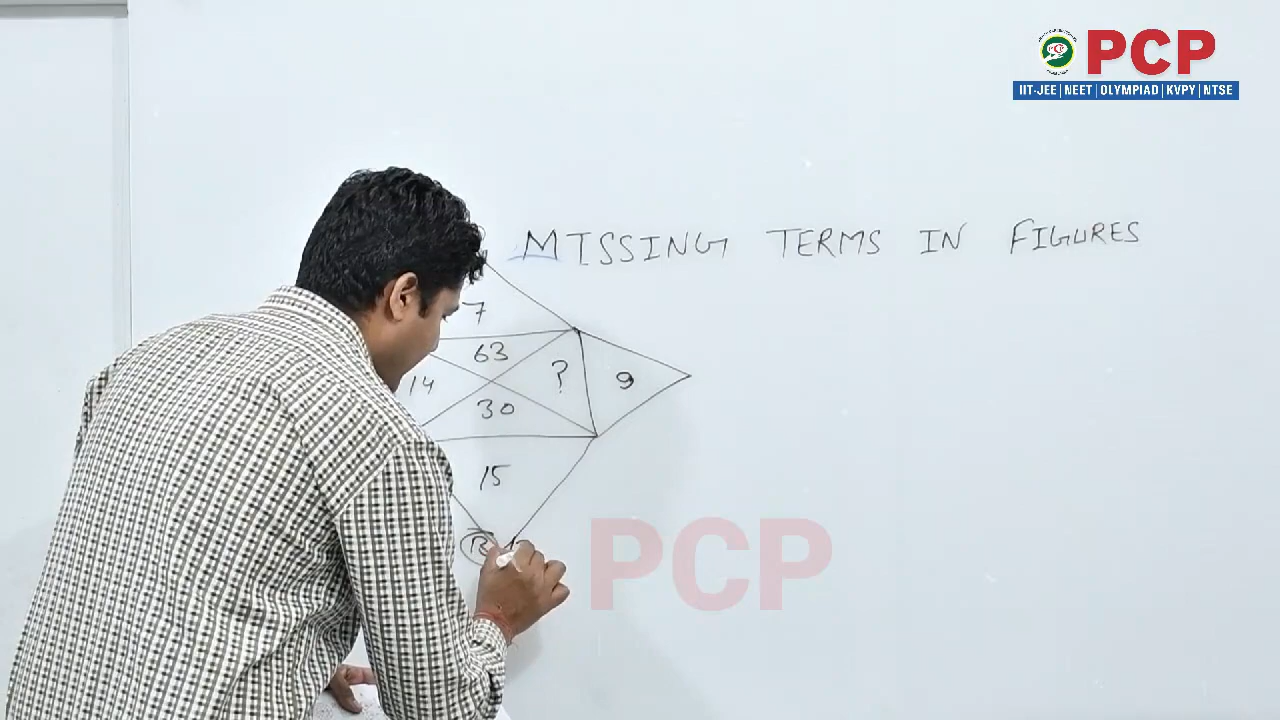 PCP
IIT-JEE | NEET | OLYMPIAD | KVPY | NTSE
MISSING TERMS IN FIGURES
7
63
14
?
9
30
15
PCP